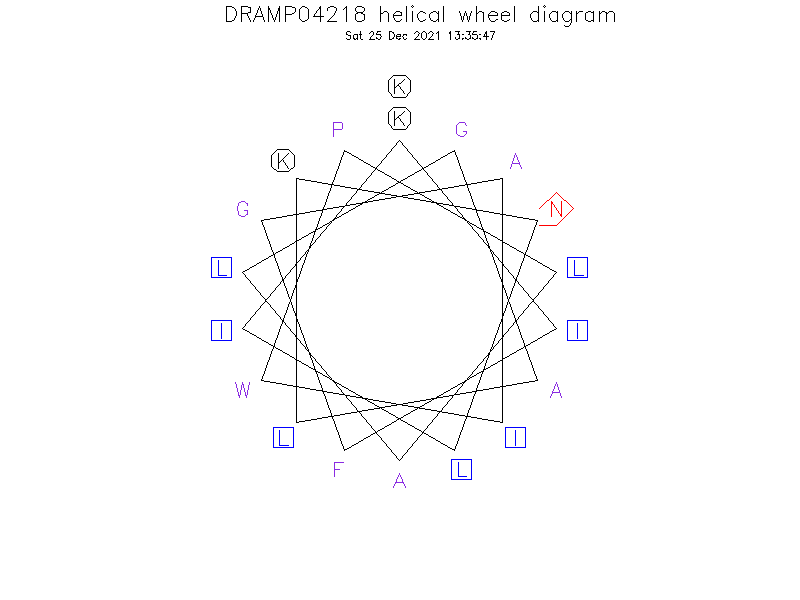 DRAMP04218 helical wheel diagram
Sat 25 Dec 2021 13:35:47
K
K
P G
K A
G N
L L
I I
W A
L I
F L
A